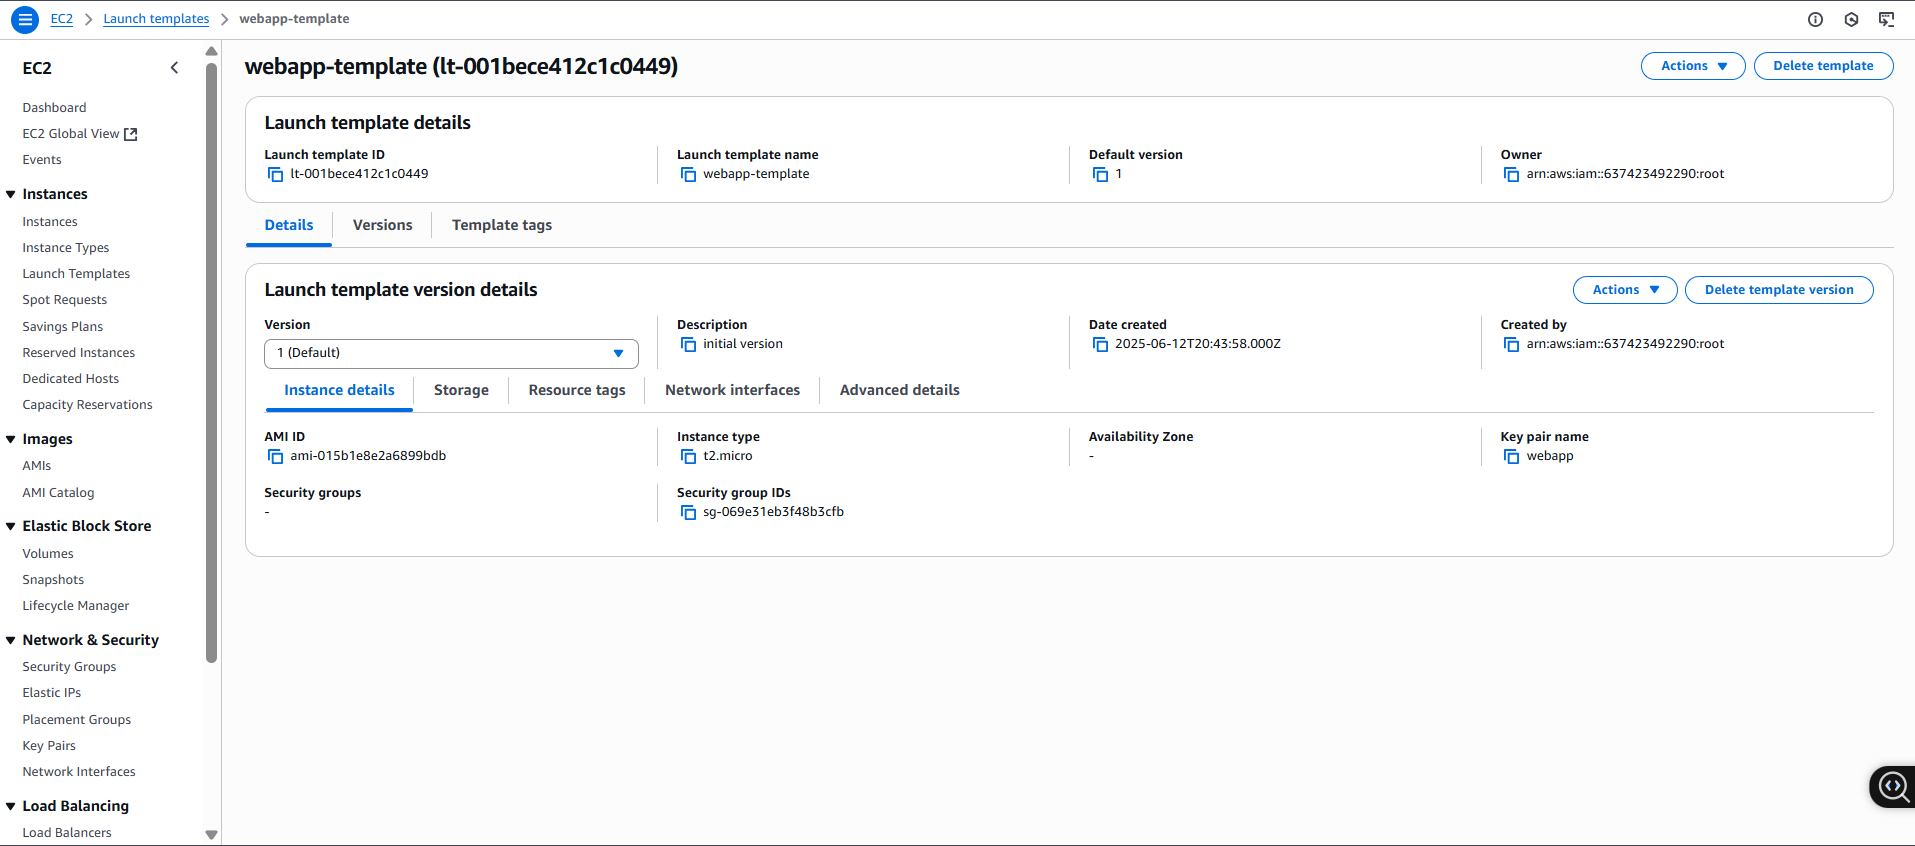 EC2 > Launch templates > webapp-template
EC2
Dashboard
EC2 Global View
Events
Instances
Instances
Instance Types
Launch Templates
Spot Requests
Savings Plans
Reserved Instances
Dedicated Hosts
Capacity Reservations
Images
AMIs
AMI Catalog
Elastic Block Store
Volumes
Snapshots
Lifecycle Manager
Network & Security
Security Groups
Elastic IPs
Placement Groups
Key Pairs
Network Interfaces
Load Balancing
Load Balancers
webapp-template (lt-001bece412c1c0449)
Actions
Delete template
Launch template details
Launch template ID
lt-001bece412c1c0449
Launch template name
webapp-template
Default version
1
Owner
arn:aws:iam::637423492290:root
Details
Versions
Template tags
Launch template version details
Actions
Delete template version
Version
1 (Default)
Description
initial version
Date created
2025-06-12T20:43:58.000Z
Created by
arn:aws:iam::637423492290:root
Instance details
Storage
Resource tags
Network interfaces
Advanced details
AMI ID
ami-015b1e8e2a6899bdb
Instance type
t2.micro
Availability Zone
-
Key pair name
webapp
Security groups
-
Security group IDs
sg-069e31eb3f48b3cfb